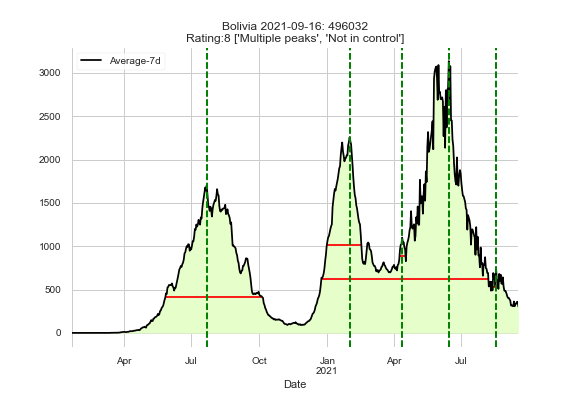 Bolivia 2021-09-16: 496032
Rating:8 ['Multiple peaks', 'Not in control']
Average-7d
3000
2500
2000
1500
1000
500
0
Apr Jul Oct Jan Apr Jul
2021
Date